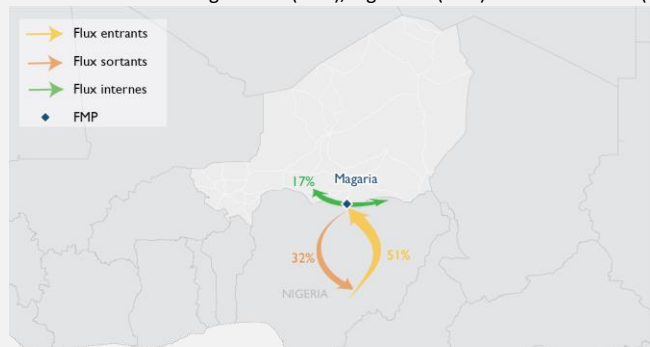 Flux entrants
Flux sortants
Flux internes
FMP
17%
Magaria
32%
51%
NIGERIA